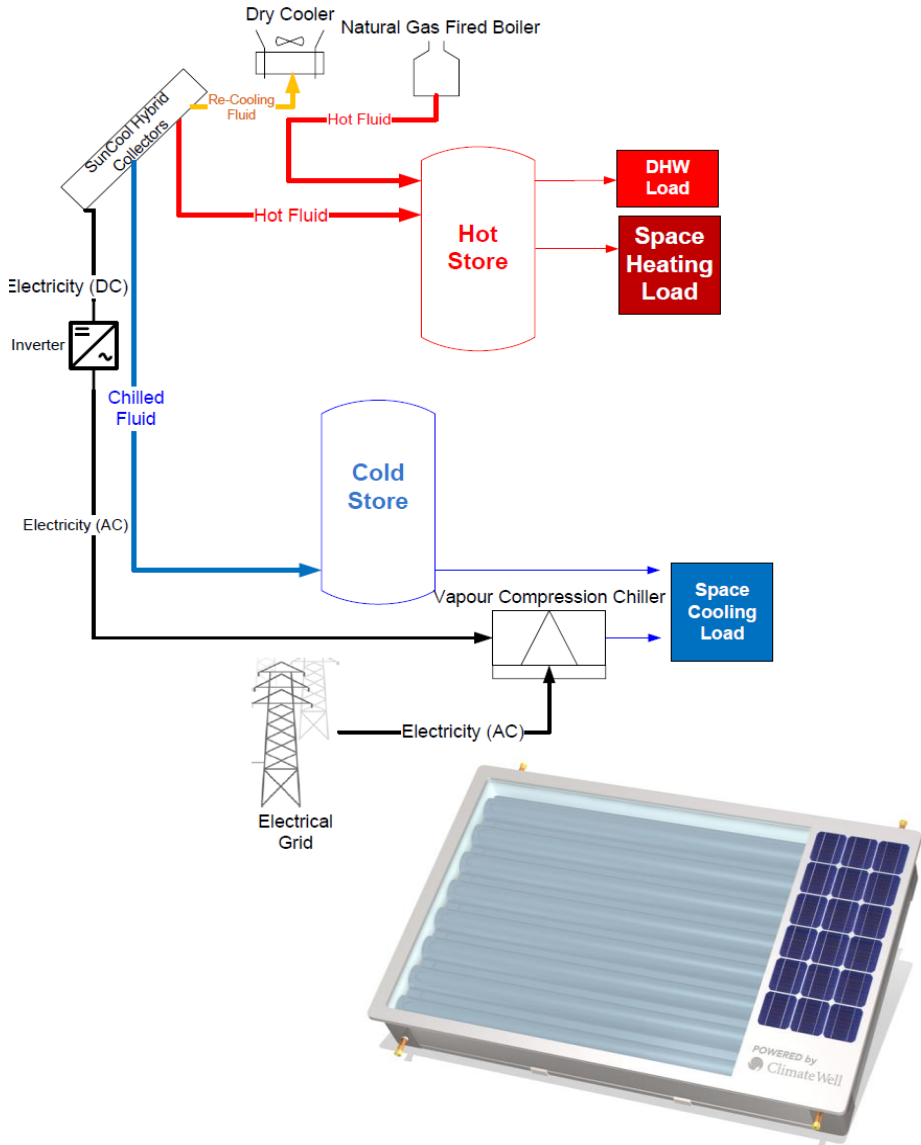 Dry Cooler
Natural Gas Fired Boiler
SunCool Hybrid
Collectors
Re-Cooling
Fluid
Hot Fluid
Hot Fluid
Hot
Store
DHW
Load
Space
Heating
Load
Electricity (DC)
Inverter
Chilled
Fluid
Cold
Store
Electricity (AC)
Vapour Compression Chiller
Space
Cooling
Load
Electricity (AC)
Electrical
Grid
POWERED by
ClimateWell